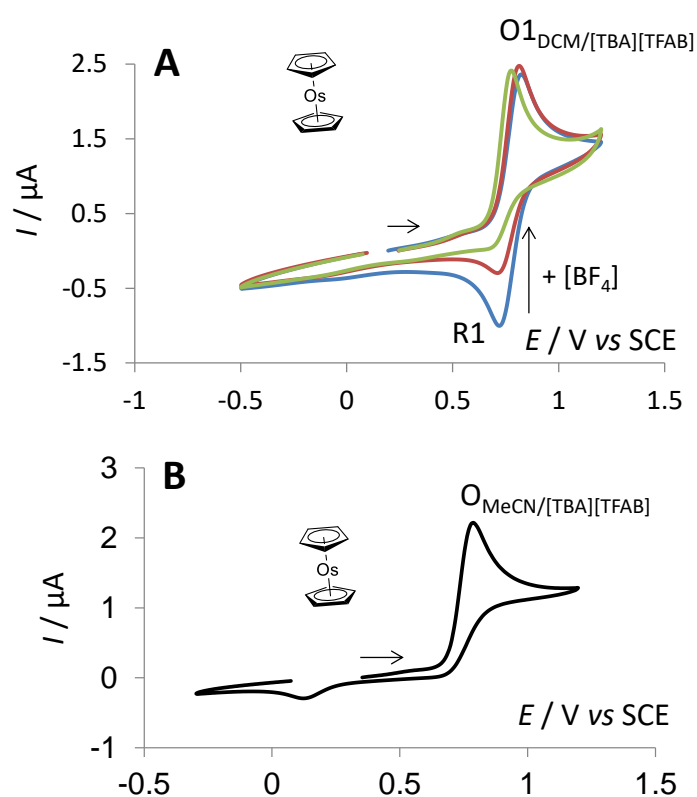 A
O1DCM/[TBA][TFAB]
Os
2.5
1.5
0.5
-0.5
-1.5
I / µA
+ [BF4]
R1
E / V vs SCE
-1 -0.5 0 0.5 1 1.5
B
OMeCN/[TBA][TFAB]
Os
3
2
1
0
-1
I / µA
E / V vs SCE
-0.5 0 0.5 1 1.5